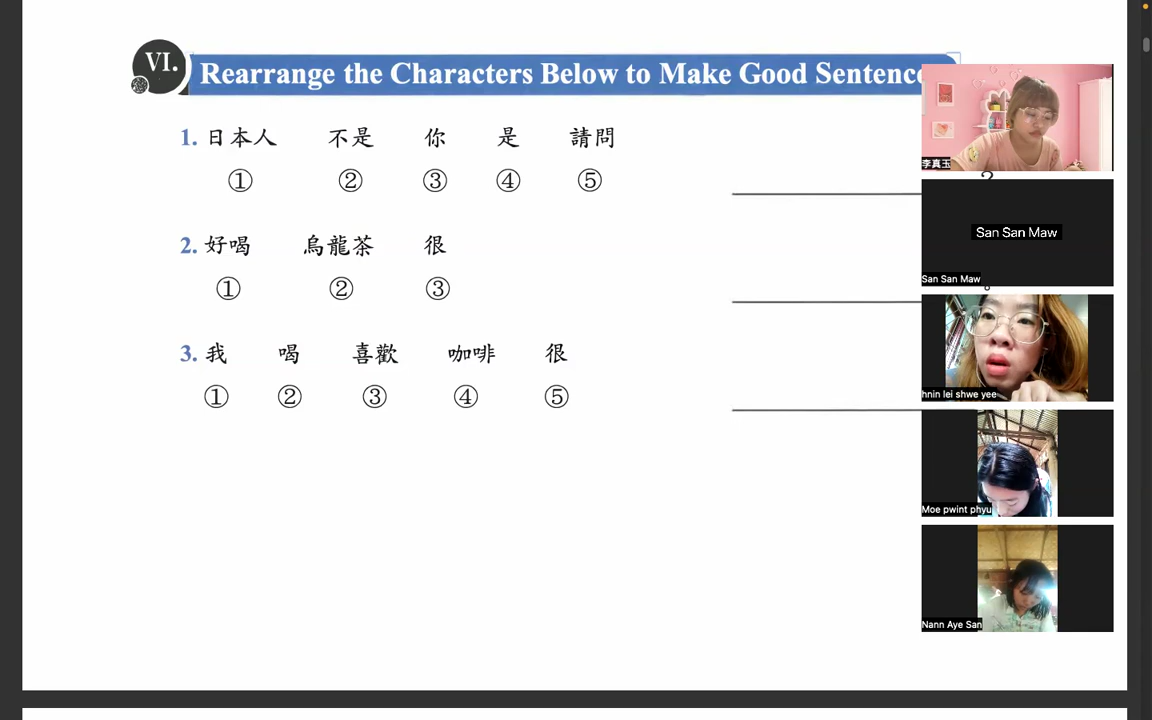 VI.
Rearrange the Characters Below to Make Good Sentenc
1. 日本人 不是 你 是 請問
① ② ③ ④ ⑤
?
2. 好喝 烏龍茶 很
① ② ③
。
3. 我 喝 喜歡 咖啡 很
① ② ③ ④ ⑤
李真玉
San San Maw
San San Maw
hnin lei shwe yee
Moe pwint phyu
Nann Aye San